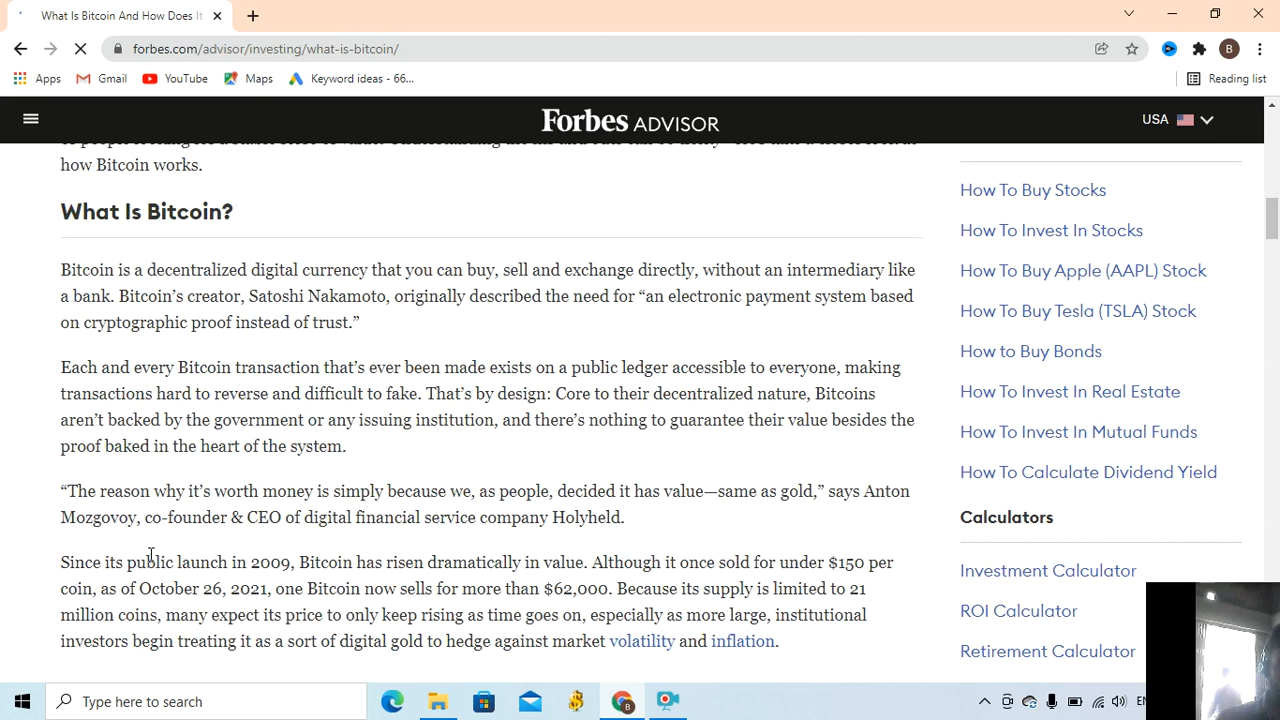 What Is Bitcoin And How Does It
forbes.com/advisor/investing/what-is-bitcoin/
B
Apps
Gmail
YouTube
Maps
Keyword ideas - 66...
Reading list
Forbes ADVISOR
USA
how Bitcoin works.
What Is Bitcoin?
Bitcoin is a decentralized digital currency that you can buy, sell and exchange directly, without an intermediary like
a bank. Bitcoin’s creator, Satoshi Nakamoto, originally described the need for “an electronic payment system based
on cryptographic proof instead of trust.”
Each and every Bitcoin transaction that’s ever been made exists on a public ledger accessible to everyone, making
transactions hard to reverse and difficult to fake. That’s by design: Core to their decentralized nature, Bitcoins
aren’t backed by the government or any issuing institution, and there’s nothing to guarantee their value besides the
proof baked in the heart of the system.
“The reason why it’s worth money is simply because we, as people, decided it has value—same as gold,” says Anton
Mozgovoy, co-founder & CEO of digital financial service company Holyheld.
Since its public launch in 2009, Bitcoin has risen dramatically in value. Although it once sold for under $150 per
coin, as of October 26, 2021, one Bitcoin now sells for more than $62,000. Because its supply is limited to 21
million coins, many expect its price to only keep rising as time goes on, especially as more large, institutional
investors begin treating it as a sort of digital gold to hedge against market volatility and inflation.
How To Buy Stocks
How To Invest In Stocks
How To Buy Apple (AAPL) Stock
How To Buy Tesla (TSLA) Stock
How to Buy Bonds
How To Invest In Real Estate
How To Invest In Mutual Funds
How To Calculate Dividend Yield
Calculators
Investment Calculator
ROI Calculator
Retirement Calculator
Type here to search